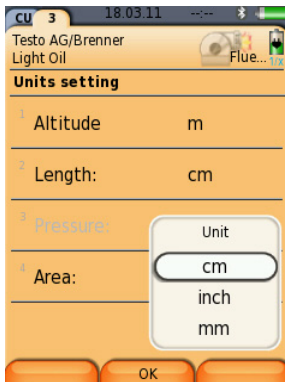 CU 3 18.03.11 --:--
Testo AG/Brenner
Light Oil Flue... 1/x
Units setting
1 Altitude m
2 Length: cm
3 Pressure: Unit
cm
4 Area: inch
mm
OK